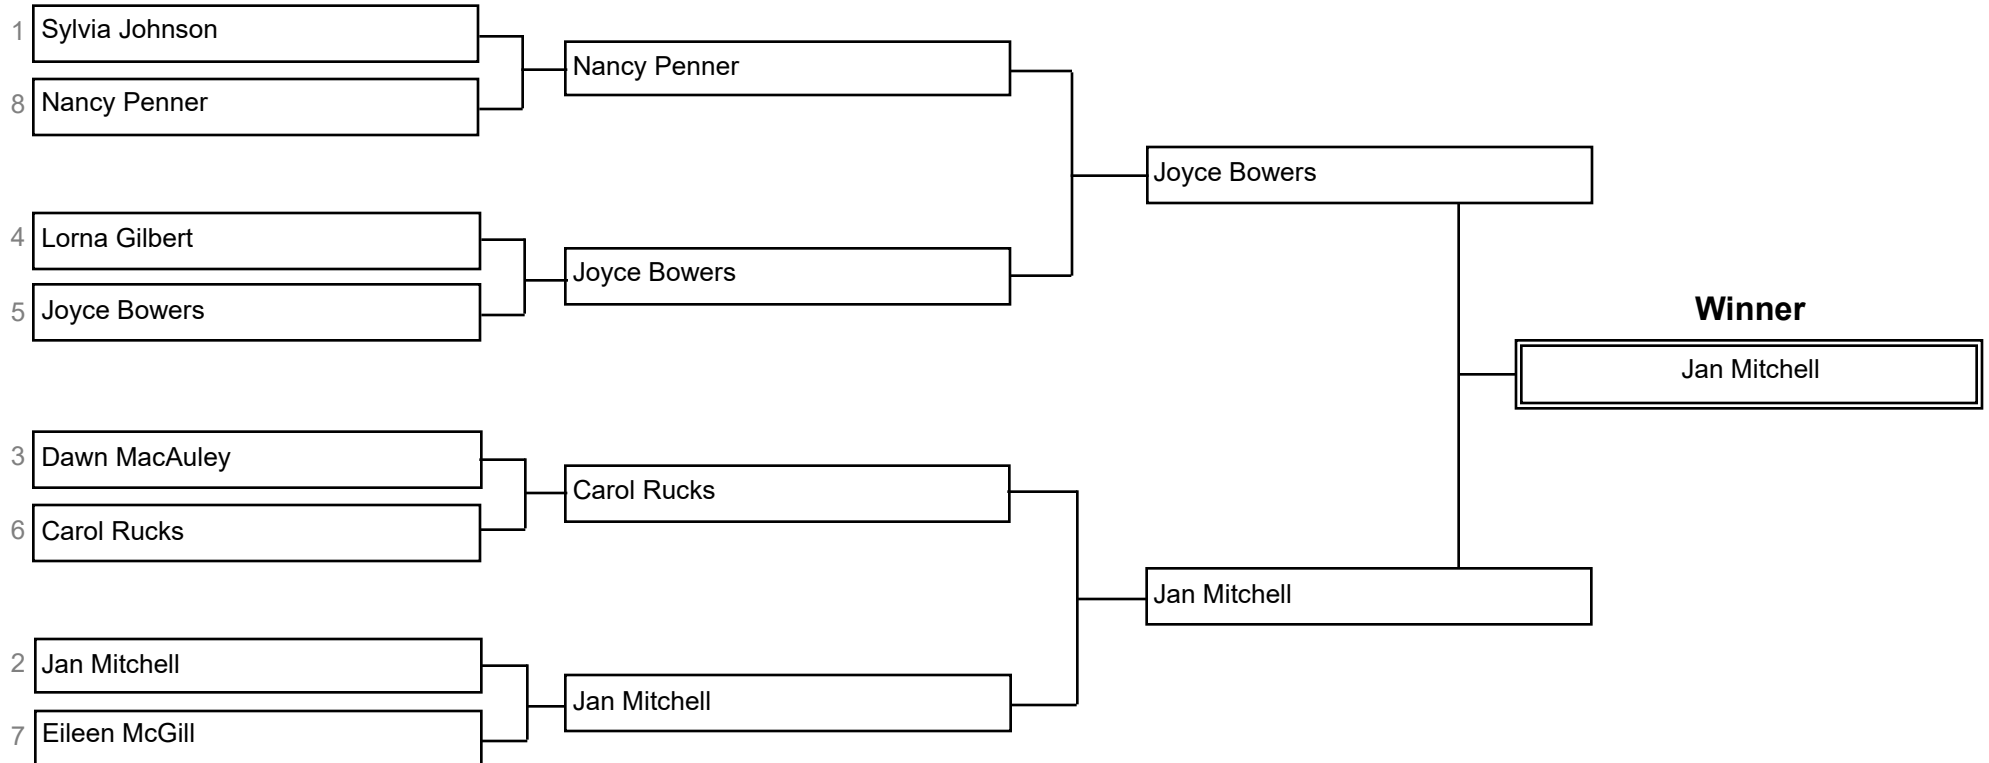 1 Sylvia Johnson
8 Nancy Penner
Nancy Penner
4 Lorna Gilbert
5 Joyce Bowers
Joyce Bowers
Joyce Bowers
3 Dawn MacAuley
6 Carol Rucks
Carol Rucks
2 Jan Mitchell
7 Eileen McGill
Jan Mitchell
Jan Mitchell
Winner
Jan Mitchell